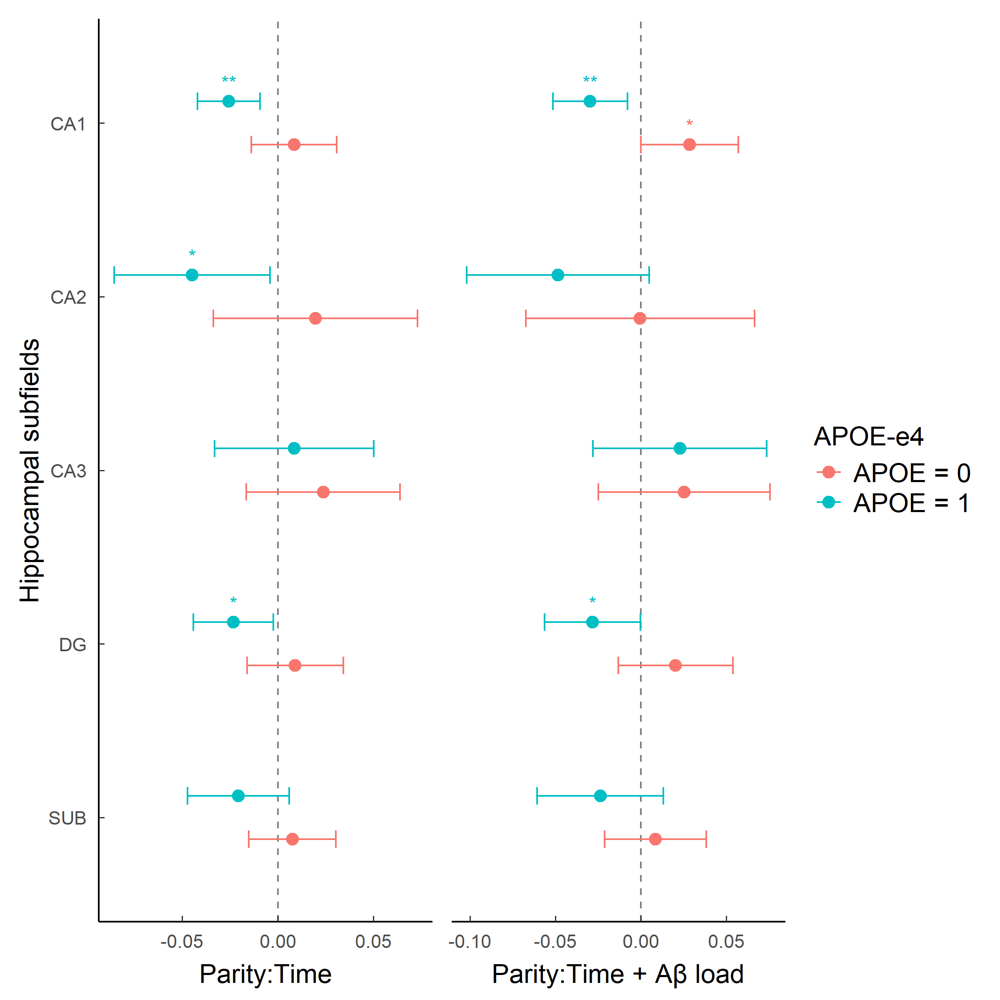 Hippocampal subfields
**
**
CA1
*
*
CA2
CA3
*
*
DG
SUB
-0.05 0.00 0.05
-0.10 -0.05 0.00 0.05
Parity:Time
Parity:Time + Aβ load
APOE-e4
APOE = 0
APOE = 1